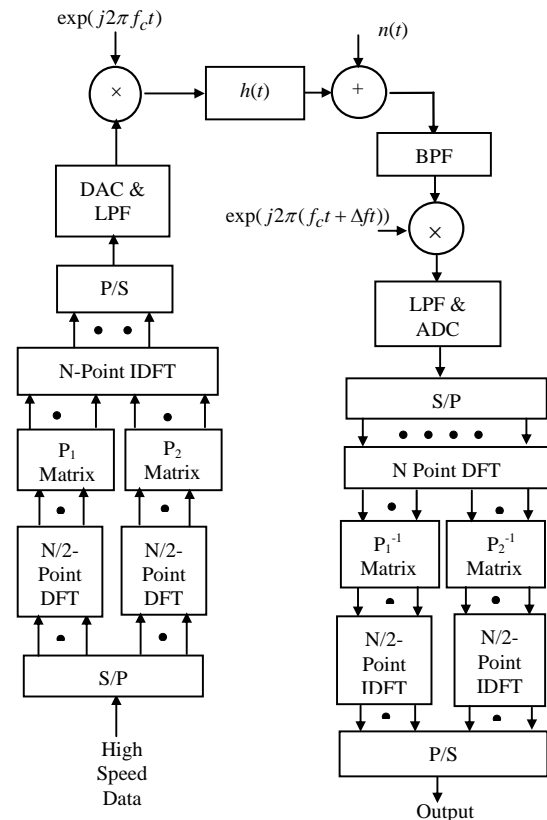 exp(j2πf_ct)
×
h(t)
n(t)
+
BPF
exp(j2π(f_ct + Δft))
×
LPF &
ADC
S/P
N Point DFT
P₁⁻¹
Matrix
P₂⁻¹
Matrix
N/2-
Point
IDFT
N/2-
Point
IDFT
P/S
Output
DAC &
LPF
P/S
N-Point IDFT
P₁
Matrix
P₂
Matrix
N/2-
Point
DFT
N/2-
Point
DFT
S/P
High
Speed
Data